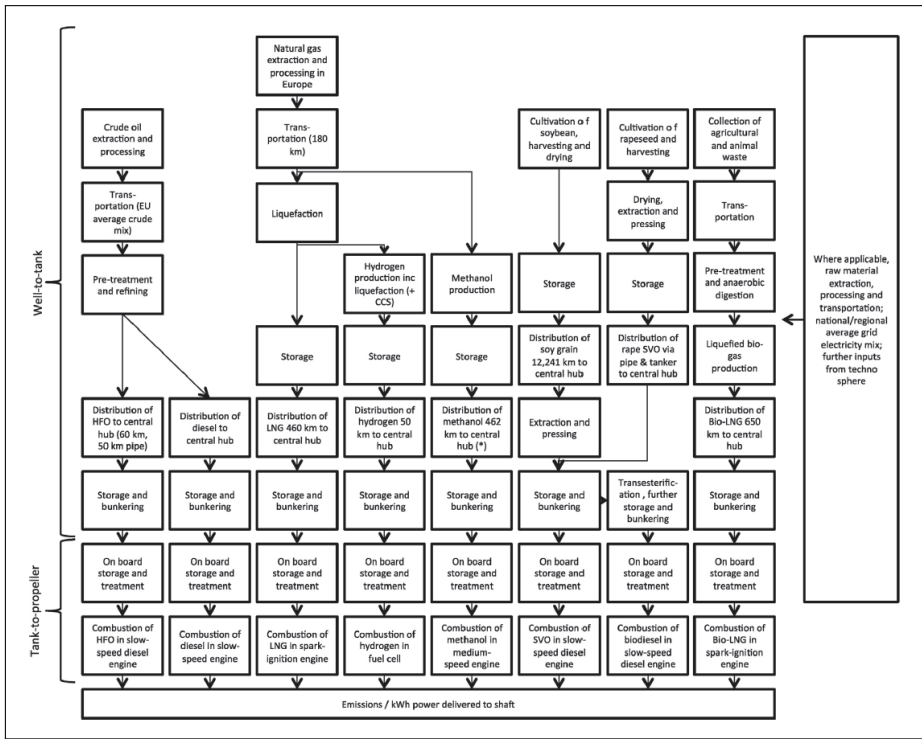 Well-to-tank
Tank-to-propeller
Natural gas
extraction and
processing in
Europe
Crude oil
extraction and
processing
Trans-
portation (180
km)
Cultivation o f
soybean,
harvesting and
drying
Cultivation o f
rapeseed and
harvesting
Collection of
agricultural
and animal
waste
Trans-
portation (EU
average crude
mix)
Liquefaction
Drying,
extraction and
pressing
Trans-
portation
Pre-treatment
and refining
Hydrogen
production inc
liquefaction (+
CCS)
Methanol
production
Storage
Storage
Pre-treatment
and anaerobic
digestion
Storage
Storage
Storage
Distribution of
soy grain
12,241 km to
central hub
Distribution of
rape SVO via
pipe & tanker
to central hub
Liquefied bio-
gas
production
Distribution of
HFO to central
hub (60 km,
50 km pipe)
Distribution of
diesel to
central hub
Distribution of
LNG 460 km to
central hub
Distribution of
hydrogen 50
km to central
hub
Distribution of
methanol 462
km to central
hub (*)
Extraction and
pressing
Distribution of
Bio-LNG 650
km to central
hub
Storage and
bunkering
Storage and
bunkering
Storage and
bunkering
Storage and
bunkering
Storage and
bunkering
Storage and
bunkering
Transesterific-
ation , further
storage and
bunkering
Storage and
bunkering
On board
storage and
treatment
On board
storage and
treatment
On board
storage and
treatment
On board
storage and
treatment
On board
storage and
treatment
On board
storage and
treatment
On board
storage and
treatment
On board
storage and
treatment
Combustion of
HFO in slow-
speed diesel
engine
Combustion of
diesel in slow-
speed engine
Combustion of
LNG in spark-
ignition engine
Combustion of
hydrogen in
fuel cell
Combustion of
methanol in
medium-
speed engine
Combustion of
SVO in slow-
speed diesel
engine
Combustion of
biodiesel in
slow-speed
diesel engine
Combustion of
Bio-LNG in
spark-ignition
engine
Emissions / kWh power delivered to shaft
Where applicable,
raw material
extraction,
processing and
transportation;
national/regional
average grid
electricity mix;
further inputs
from techno
sphere